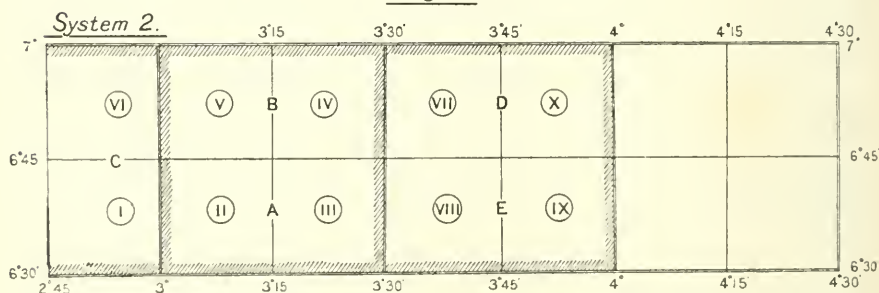 System 2.
3°15' 3°30' 3°45' 4° 4°15' 4°30'
7° 7°
VI V B IV VII D X
6°45' C 6°45'
I II A III VIII E IX
6°30' 6°30'
2°45' 3° 3°15' 3°30' 3°45' 4° 4°15' 4°30'